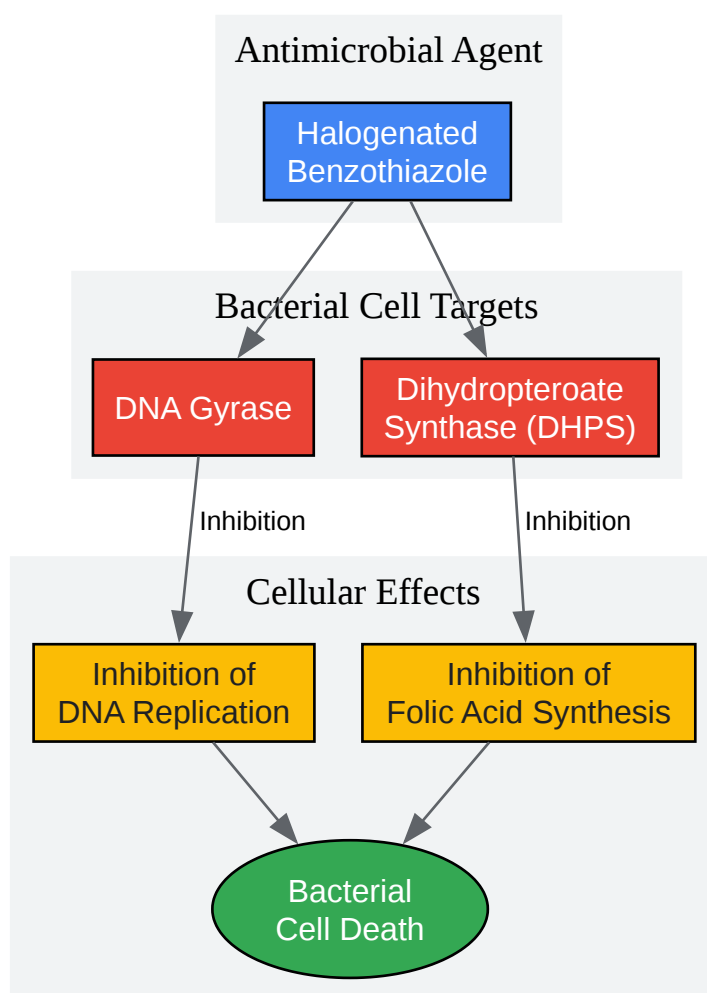 Antimicrobial Agent
Halogenated
Benzothiazole
Bacterial Cell Targets
DNA Gyrase
Dihydropteroate
Synthase (DHPS)
Inhibition
Inhibition
Cellular Effects
Inhibition of
DNA Replication
Inhibition of
Folic Acid Synthesis
Bacterial
Cell Death